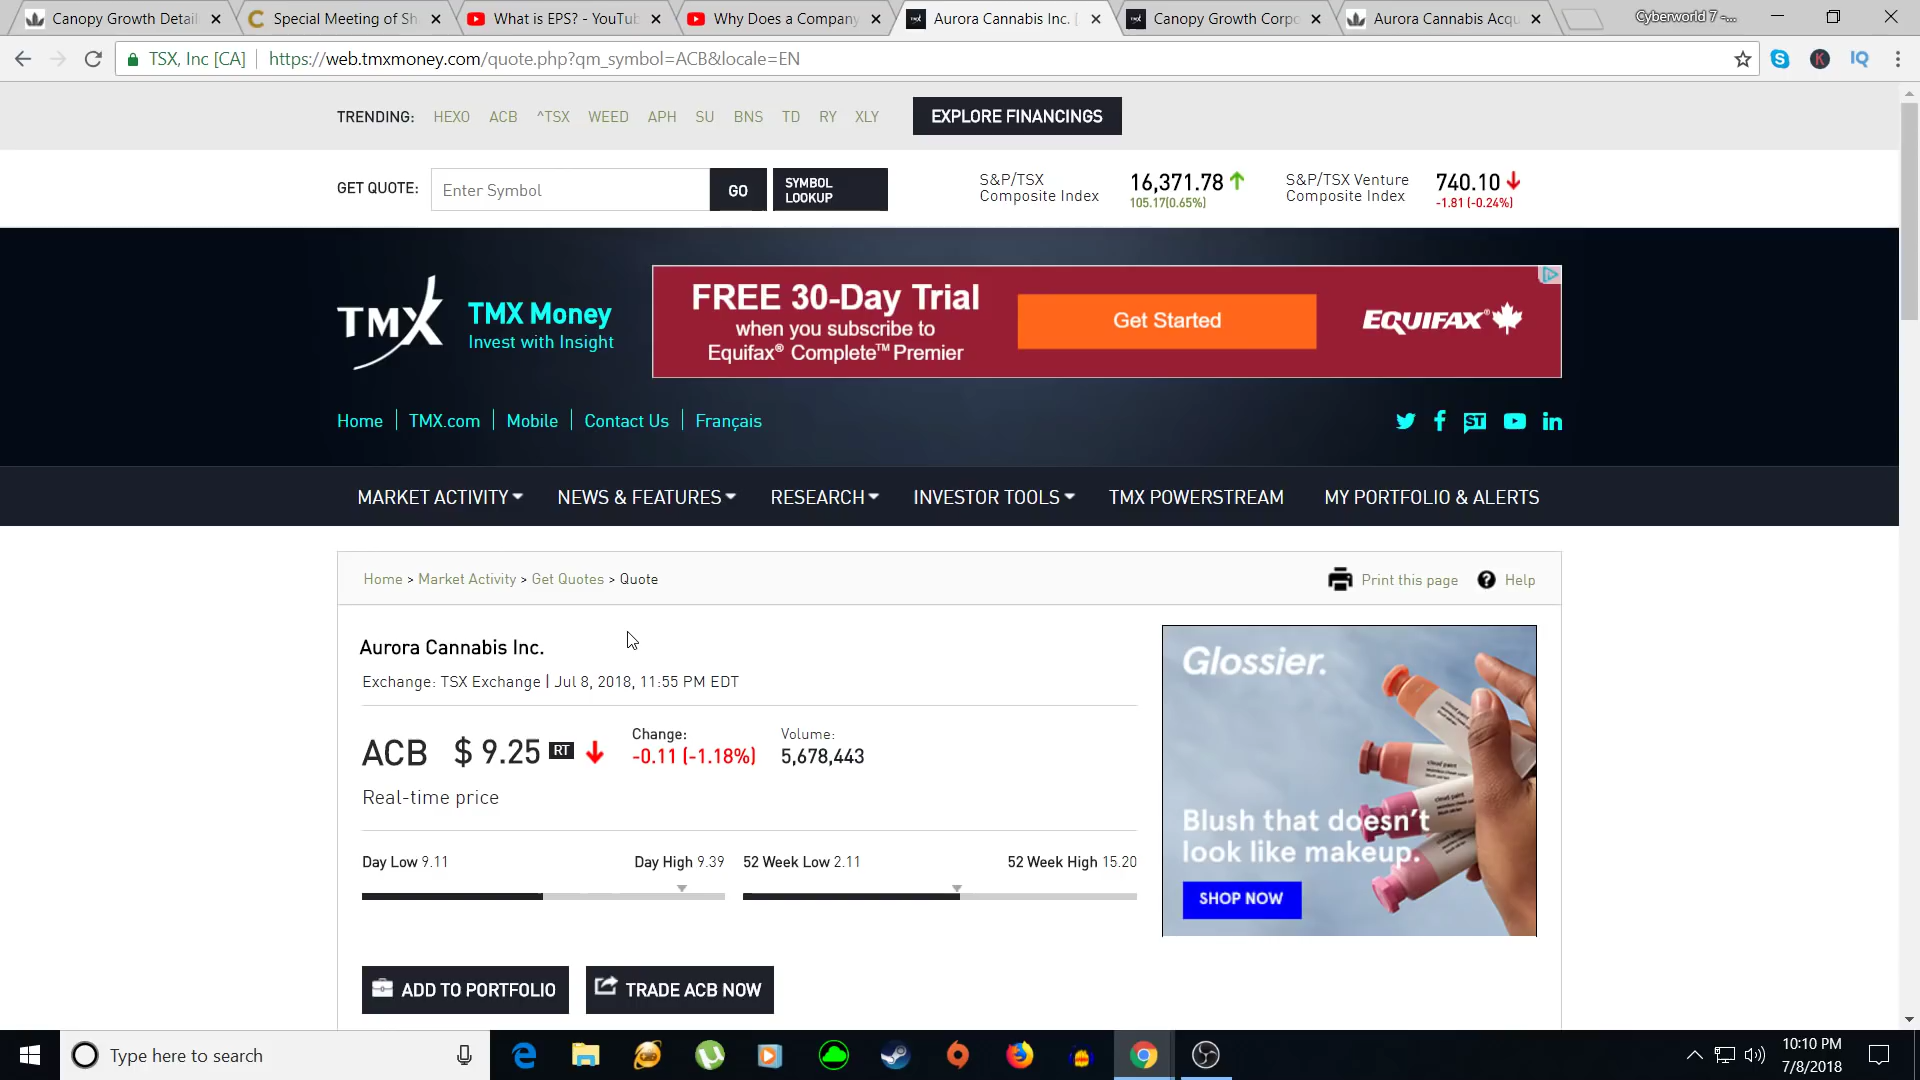 Canopy Growth Detail
Special Meeting of Sh
What is EPS? - YouTub
Why Does a Company
Aurora Cannabis Inc. |
Canopy Growth Corpo
Aurora Cannabis Acqu
Cyberworld 7 -...
TSX, Inc [CA]
https://web.tmxmoney.com/quote.php?qm_symbol=ACB&locale=EN
K
IQ
TRENDING: HEXO ACB ^TSX WEED APH SU BNS TD RY XLY
EXPLORE FINANCINGS
GET QUOTE:
Enter Symbol
GO
SYMBOL
LOOKUP
S&P/TSX
Composite Index
16,371.78
105.17(0.65%)
S&P/TSX Venture
Composite Index
740.10
-1.81 (-0.24%)
TMX
TMX Money
Invest with Insight
FREE 30-Day Trial
when you subscribe to
Equifax® Complete™ Premier
Get Started
EQUIFAX®
Home | TMX.com | Mobile | Contact Us | Français
ST
MARKET ACTIVITY
NEWS & FEATURES
RESEARCH
INVESTOR TOOLS
TMX POWERSTREAM
MY PORTFOLIO & ALERTS
Home > Market Activity > Get Quotes > Quote
Print this page
Help
Aurora Cannabis Inc.
Exchange: TSX Exchange | Jul 8, 2018, 11:55 PM EDT
ACB $ 9.25 RT
Change:
-0.11 (-1.18%)
Volume:
5,678,443
Real-time price
Day Low 9.11
Day High 9.39
52 Week Low 2.11
52 Week High 15.20
ADD TO PORTFOLIO
TRADE ACB NOW
Glossier.
cloud paint
cloud paint
Blush that doesn't
look like makeup.
SHOP NOW
Type here to search
10:10 PM
7/8/2018